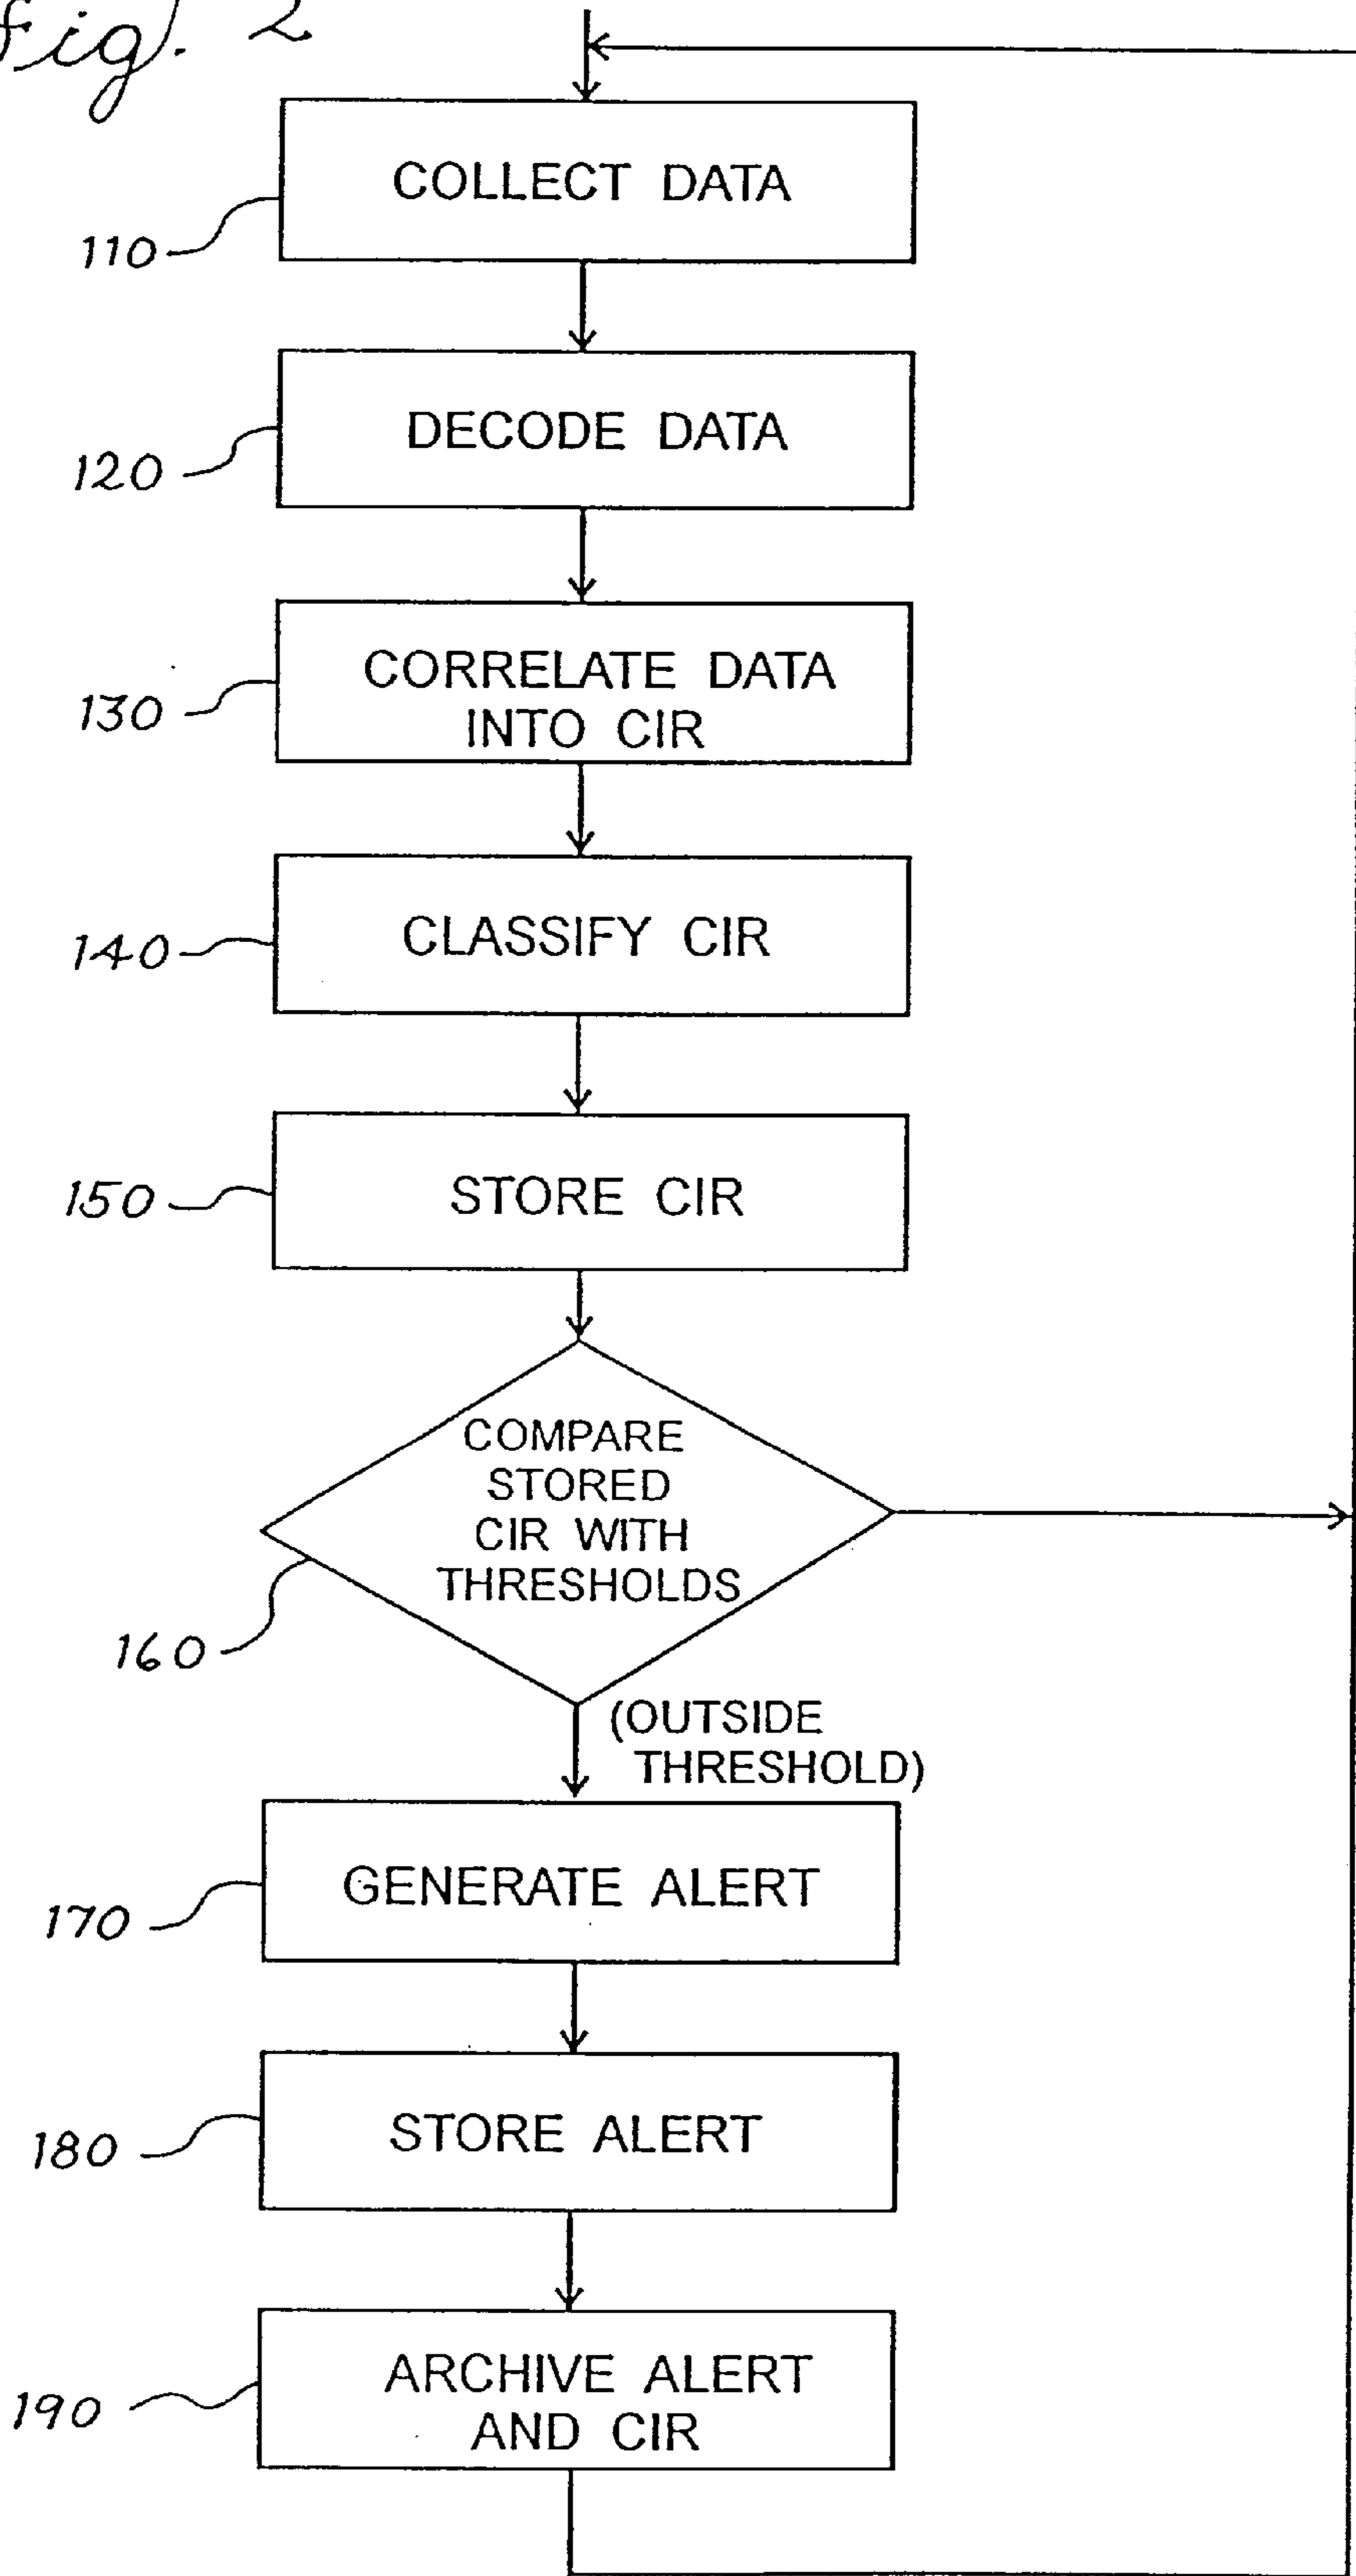 Fig. 2
COLLECT DATA
110
DECODE DATA
120
CORRELATE DATA
INTO CIR
130
CLASSIFY CIR
140
STORE CIR
150
COMPARE
STORED
CIR WITH
THRESHOLDS
160
(OUTSIDE
THRESHOLD)
GENERATE ALERT
170
STORE ALERT
180
ARCHIVE ALERT
AND CIR
190